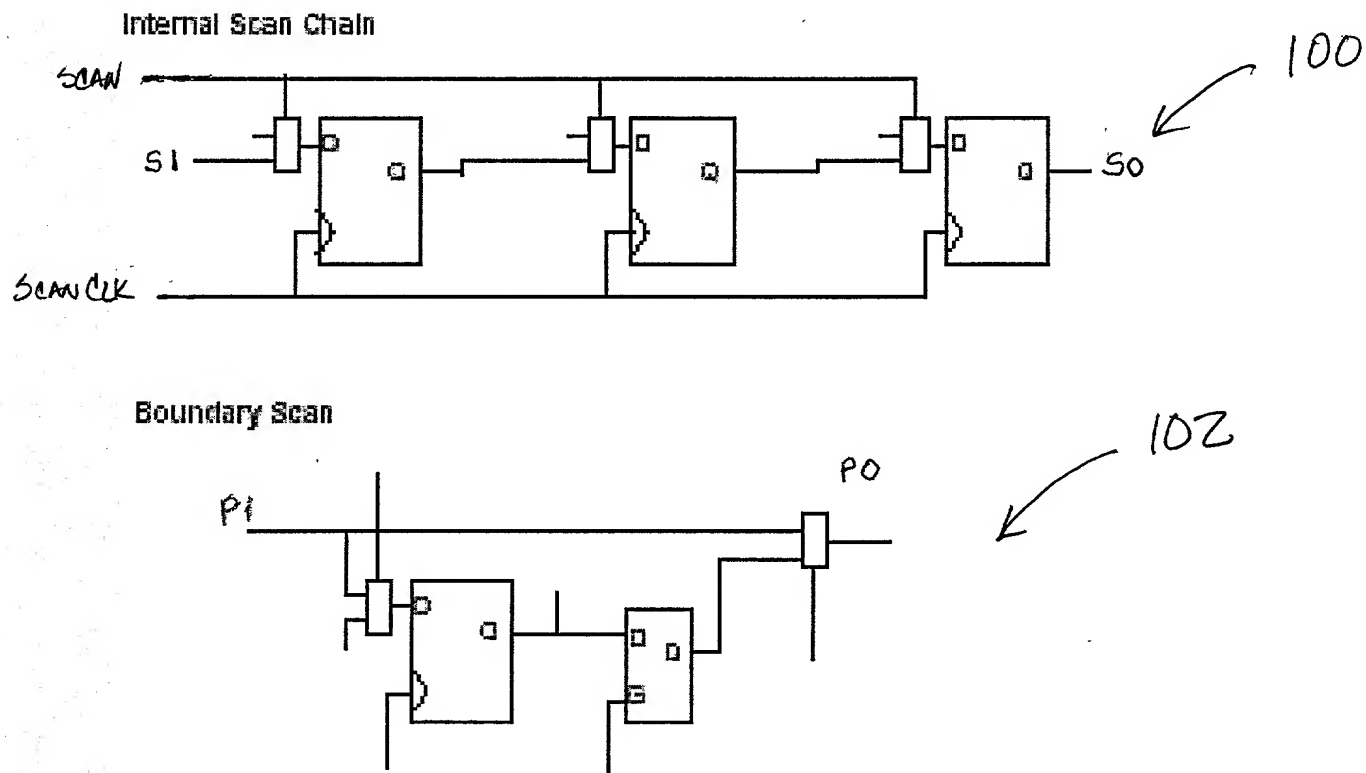 Internal Scan Chain
SCAN
100
D
D
D
SI
Q
Q
Q
SO
SCAN CLK
Boundary Scan
102
PO
PI
D
Q
D
Q
G